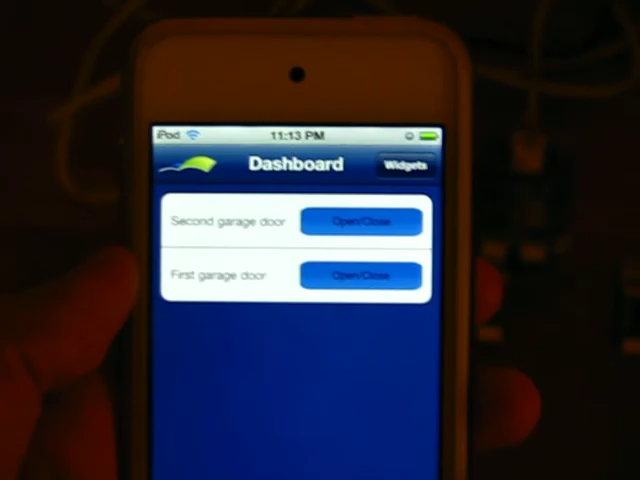 iPod 11:13 PM
Dashboard Widgets
Second garage door Open/Close
First garage door Open/Close